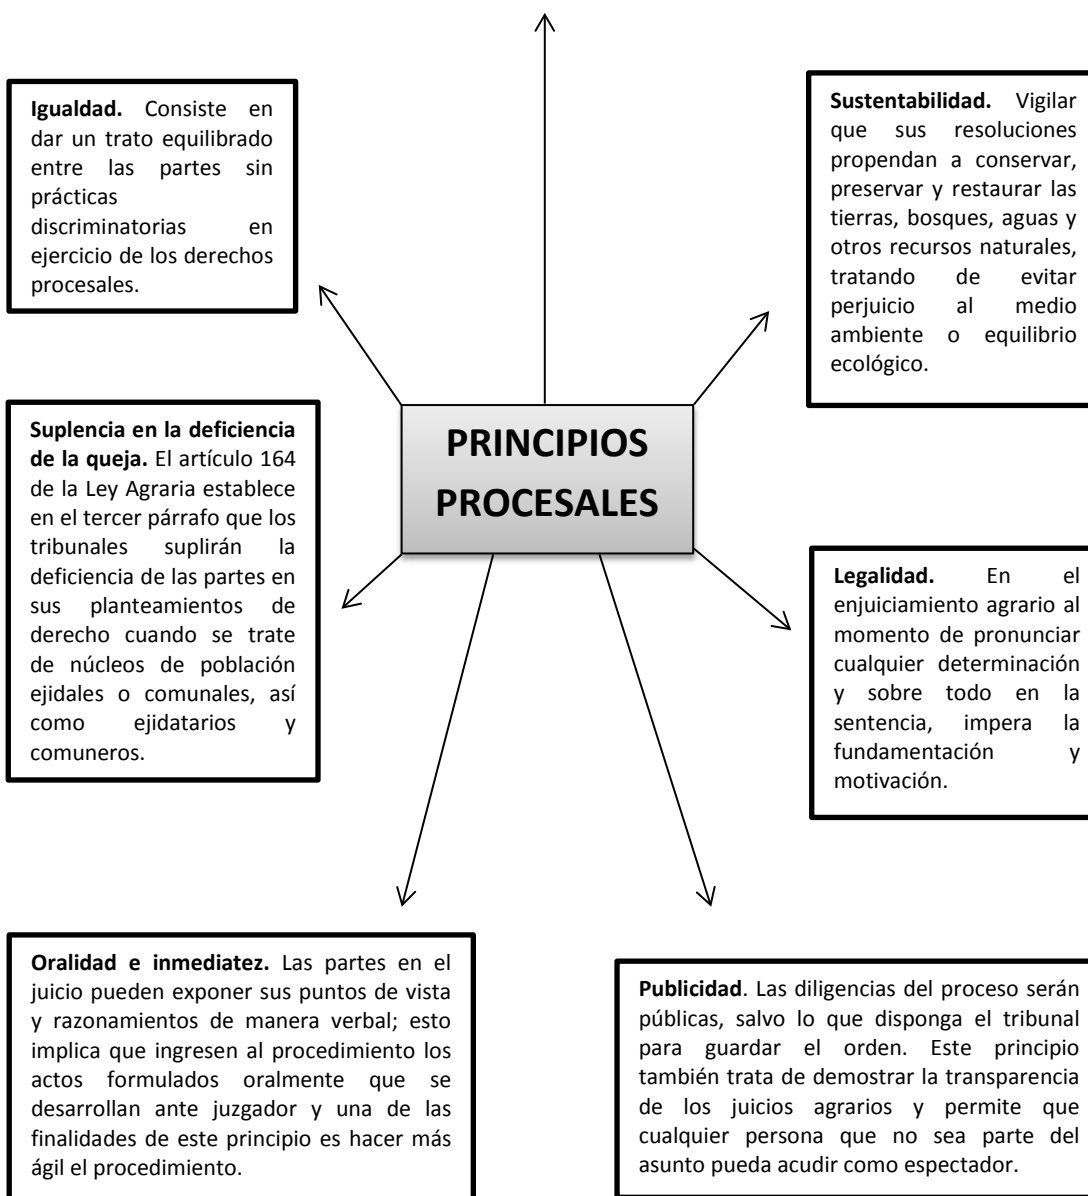 Igualdad. Consiste en
dar un trato equilibrado
entre las partes sin
prácticas
discriminatorias en
ejercicio de los derechos
procesales.
Sustentabilidad. Vigilar
que sus resoluciones
propendan a conservar,
preservar y restaurar las
tierras, bosques, aguas y
otros recursos naturales,
tratando de evitar
perjuicio al medio
ambiente o equilibrio
ecológico.
PRINCIPIOS
PROCESALES
Suplencia en la deficiencia
de la queja. El artículo 164
de la Ley Agraria establece
en el tercer párrafo que los
tribunales suplirán la
deficiencia de las partes en
sus planteamientos de
derecho cuando se trate
de núcleos de población
ejidales o comunales, así
como ejidatarios y
comuneros.
Legalidad. En el
enjuiciamiento agrario al
momento de pronunciar
cualquier determinación
y sobre todo en la
sentencia, impera la
fundamentación y
motivación.
Oralidad e inmediatez. Las partes en el
juicio pueden exponer sus puntos de vista
y razonamientos de manera verbal; esto
implica que ingresen al procedimiento los
actos formulados oralmente que se
desarrollan ante juzgador y una de las
finalidades de este principio es hacer más
ágil el procedimiento.
Publicidad. Las diligencias del proceso serán
públicas, salvo lo que disponga el tribunal
para guardar el orden. Este principio
también trata de demostrar la transparencia
de los juicios agrarios y permite que
cualquier persona que no sea parte del
asunto pueda acudir como espectador.